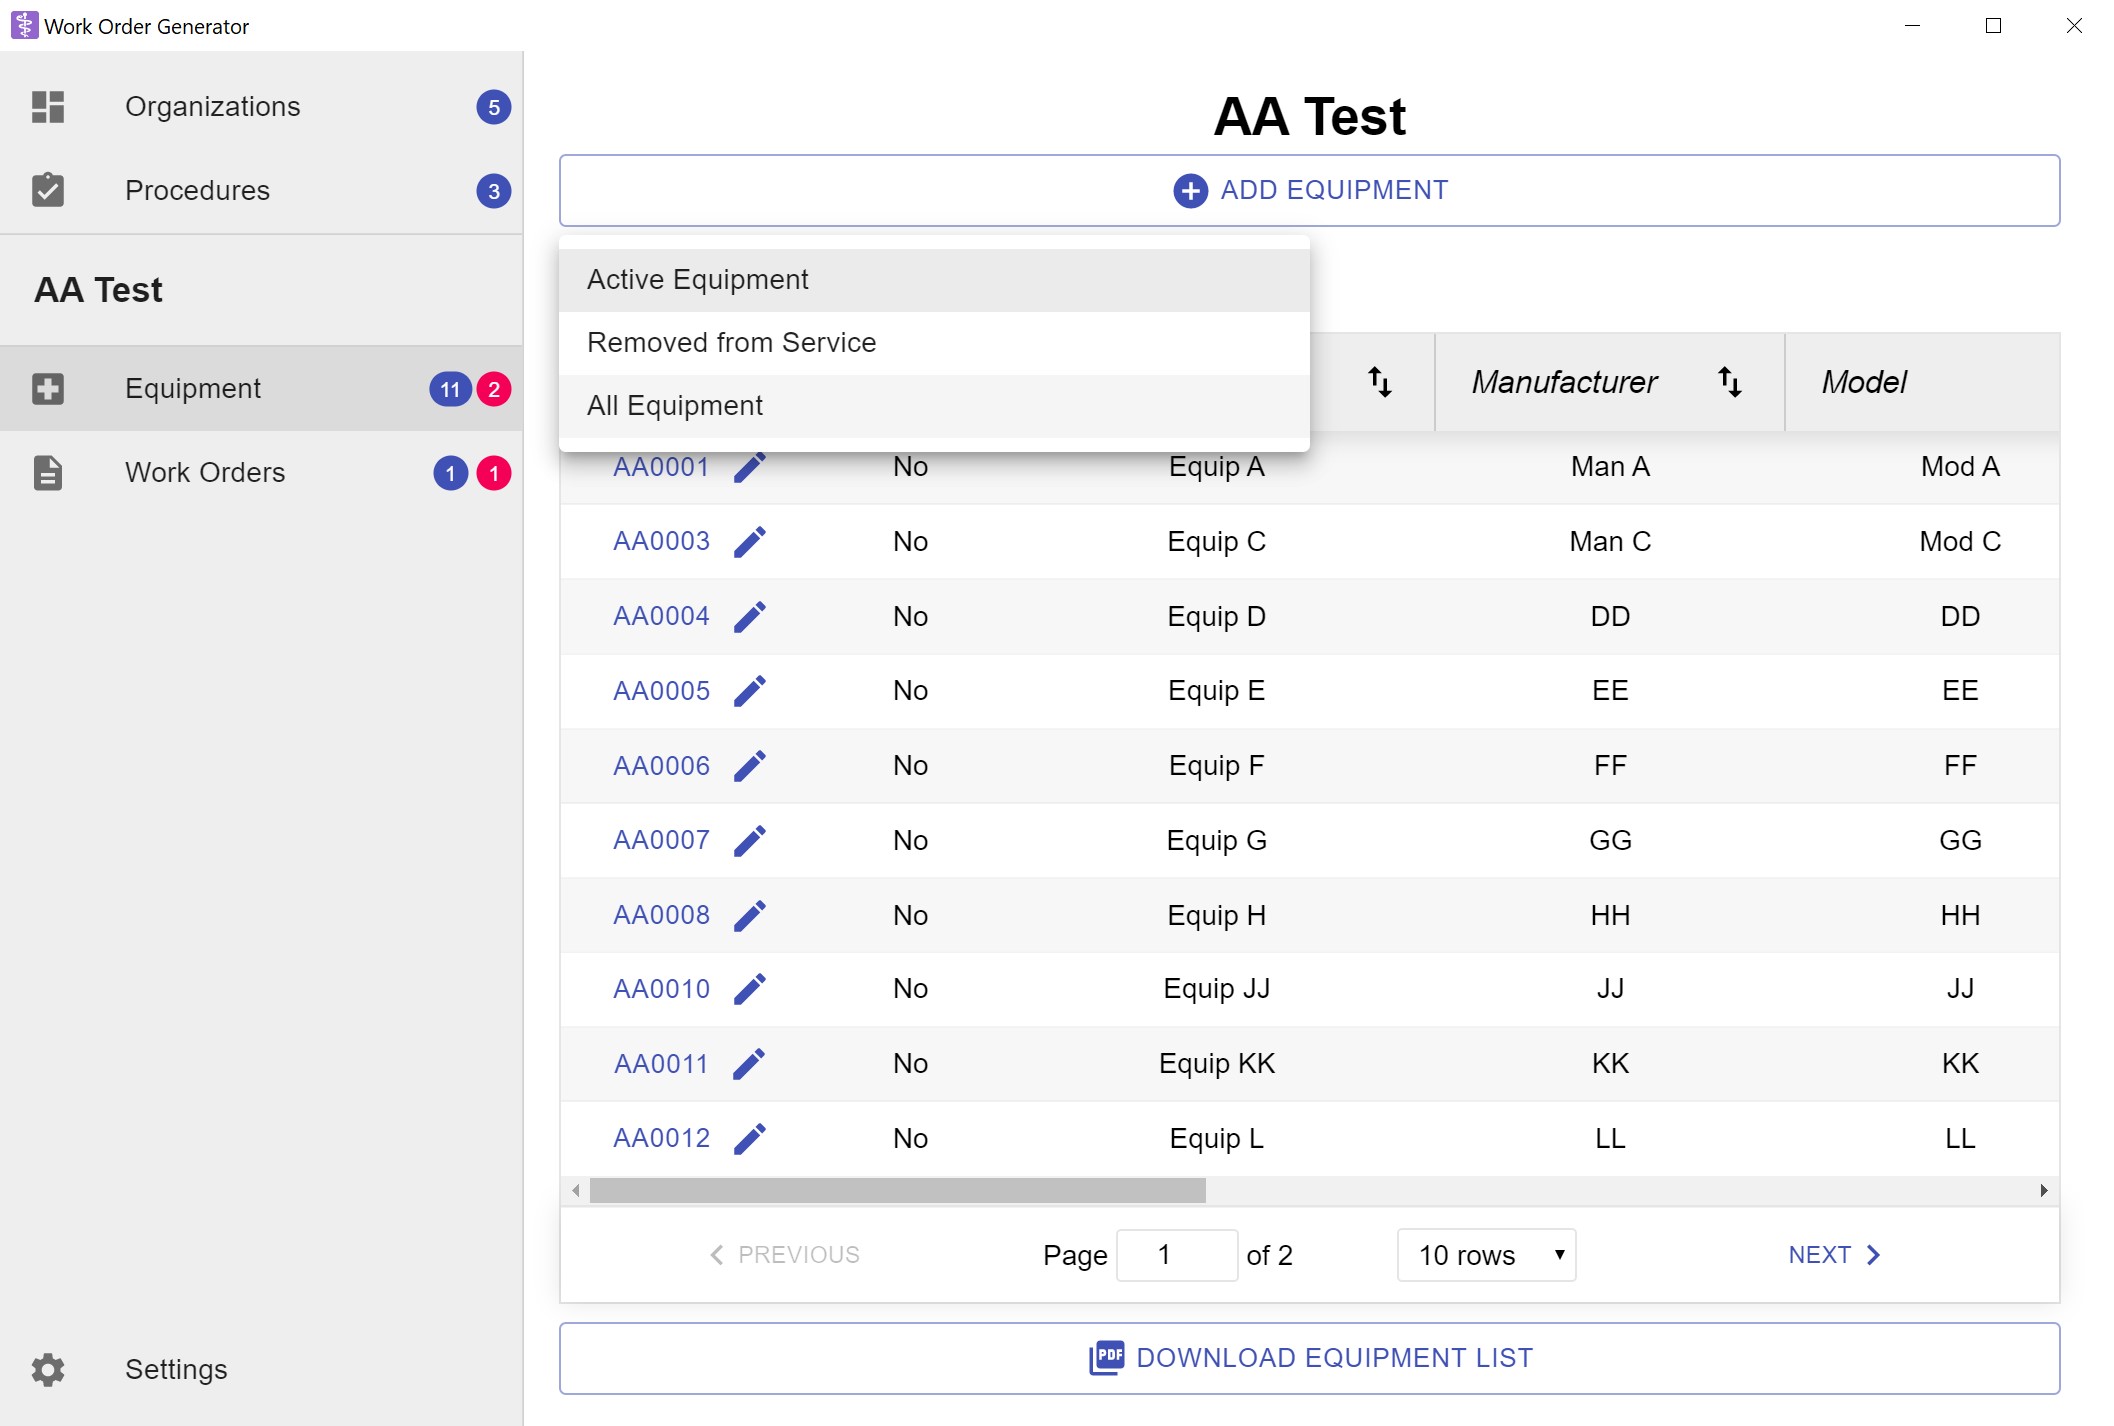 Work Order Generator
Organizations 5
Procedures 3
AA Test
Equipment 11 2
Work Orders 1 1
Settings
AA Test
ADD EQUIPMENT
Active Equipment
Removed from Service
All Equipment
Manufacturer Model
AA0001 No Equip A Man A Mod A
AA0003 No Equip C Man C Mod C
AA0004 No Equip D DD DD
AA0005 No Equip E EE EE
AA0006 No Equip F FF FF
AA0007 No Equip G GG GG
AA0008 No Equip H HH HH
AA0010 No Equip JJ JJ JJ
AA0011 No Equip KK KK KK
AA0012 No Equip L LL LL
PREVIOUS Page 1 of 2 10 rows NEXT
PDF DOWNLOAD EQUIPMENT LIST